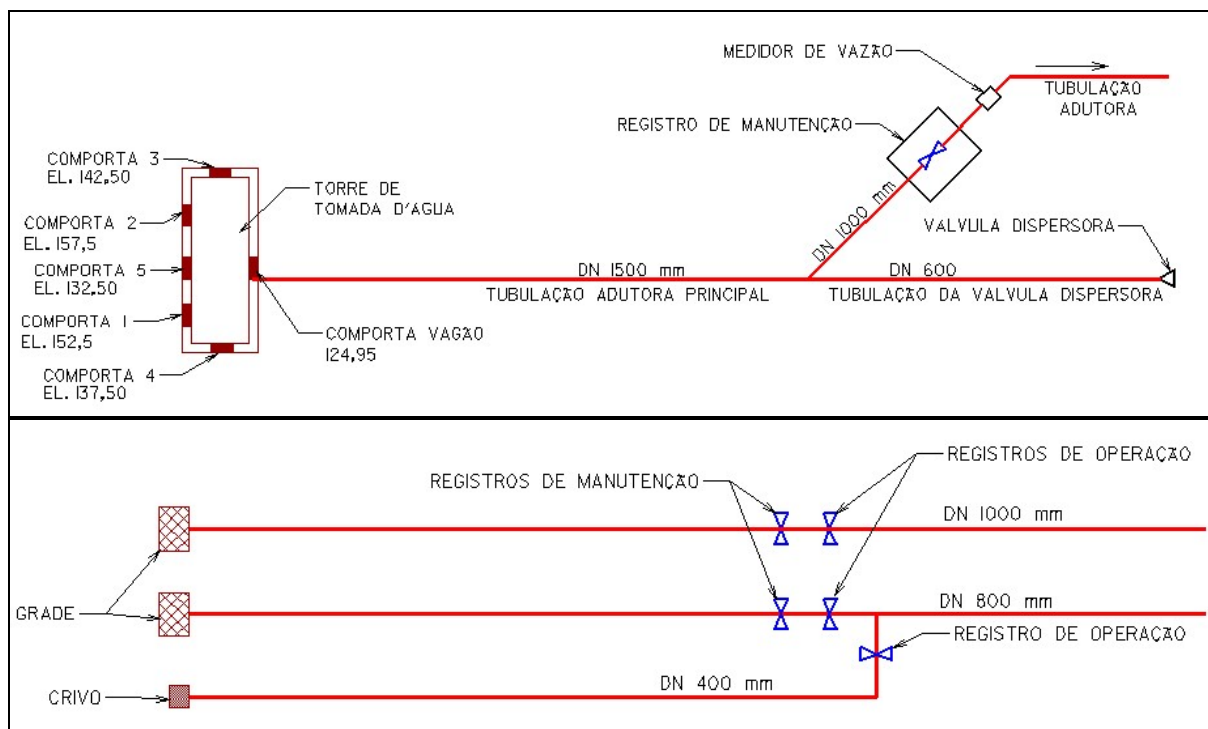 MEDIDOR DE VAZÃO
TUBULAÇÃO
ADUTORA
REGISTRO DE MANUTENÇÃO
COMPORTA 3
EL. 142,50
TORRE DE
TOMADA D'AGUA
COMPORTA 2
EL. 157,5
DN 1000 mm
VALVULA DISPERSORA
COMPORTA 5
EL. 132,50
DN 1500 mm
DN 600
TUBULAÇÃO ADUTORA PRINCIPAL
TUBULAÇÃO DA VALVULA DISPERSORA
COMPORTA 1
EL. 152,5
COMPORTA VAGÃO
124,95
COMPORTA 4
EL. 137,50
REGISTROS DE OPERAÇÃO
REGISTROS DE MANUTENÇÃO
DN 1000 mm
GRADE
DN 800 mm
REGISTRO DE OPERAÇÃO
DN 400 mm
CRIVO